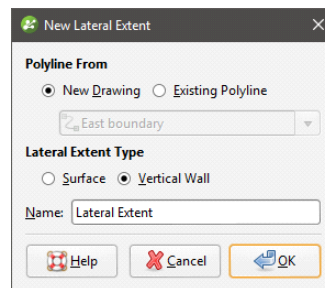 New Lateral Extent
Polyline From
New Drawing Existing Polyline
East boundary
Lateral Extent Type
Surface Vertical Wall
Name: Lateral Extent
Help Cancel OK